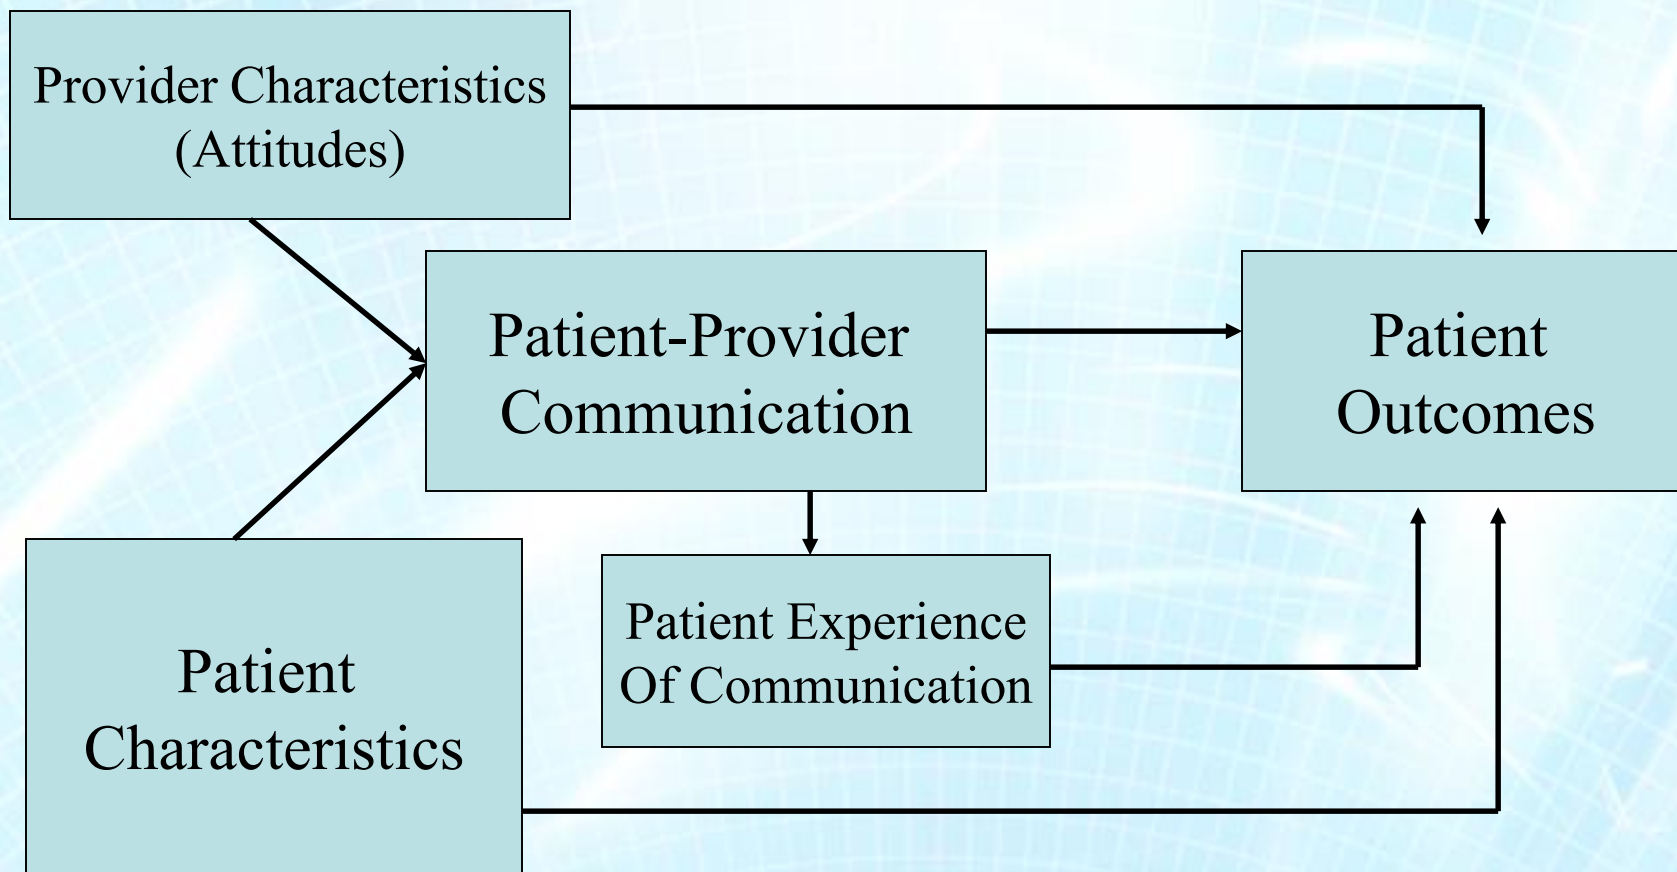 Provider Characteristics
(Attitudes)
Patient-Provider
Communication
Patient
Outcomes
Patient Experience
Of Communication
Patient
Characteristics